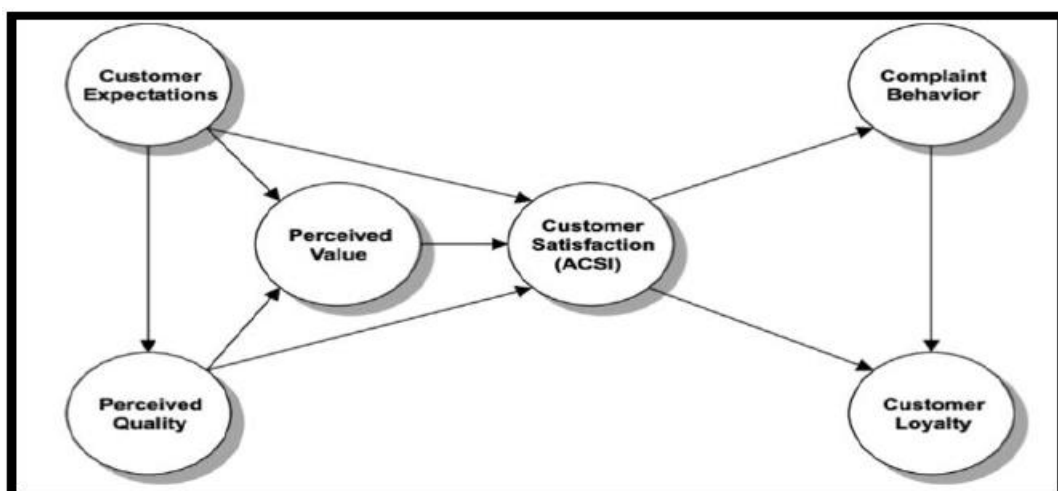 Customer
Expectations
Complaint
Behavior
Perceived
Value
Customer
Satisfaction
(ACSI)
Perceived
Quality
Customer
Loyalty